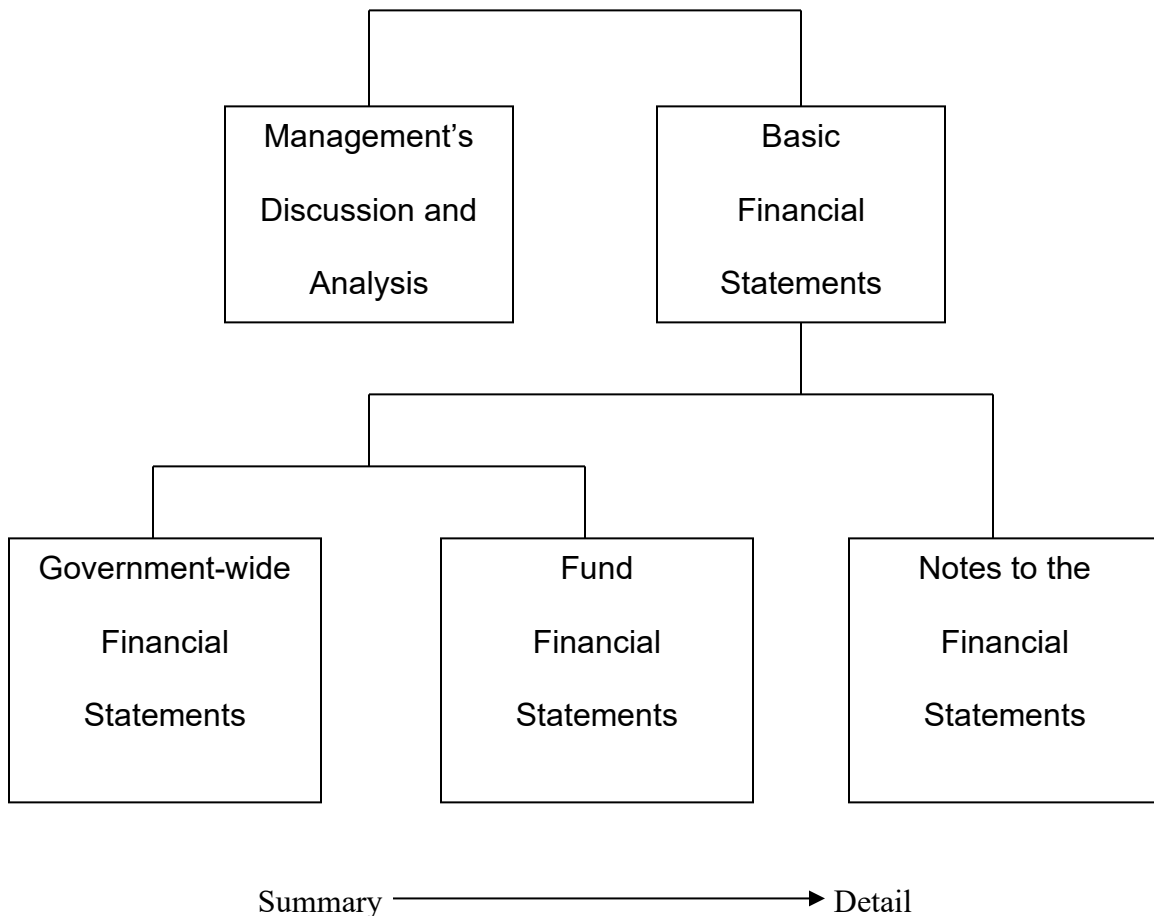 Management’s
Discussion and
Analysis
Basic
Financial
Statements
Government-wide
Financial
Statements
Fund
Financial
Statements
Notes to the
Financial
Statements
Summary
Detail